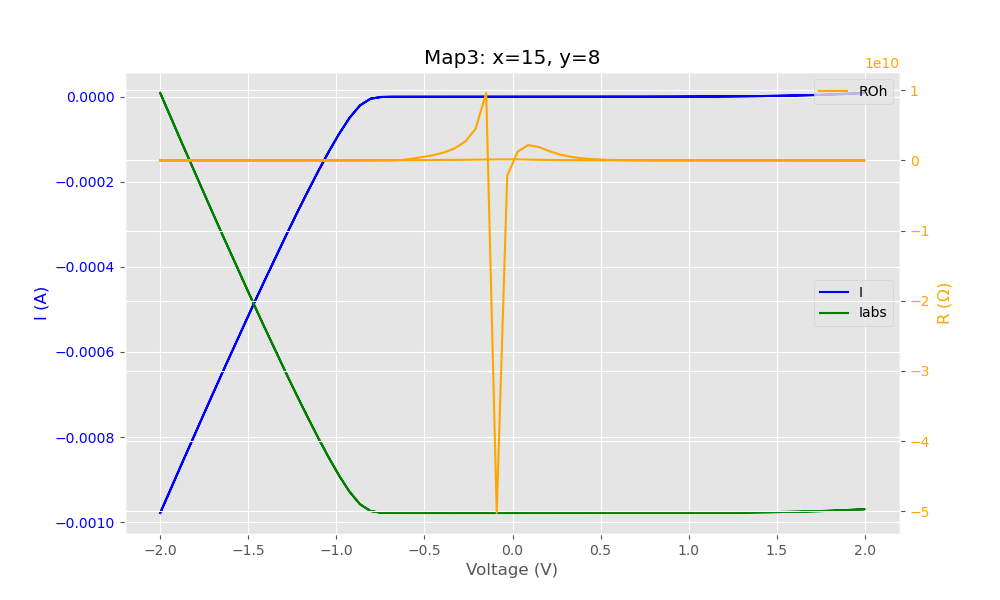 Map3: x=15, y=8
1e10
0.0000
−0.0002
−0.0004
−0.0006
−0.0008
−0.0010
I (A)
−2.0
−1.5
−1.0
−0.5
0.0
0.5
1.0
1.5
2.0
Voltage (V)
1
0
−1
−2
−3
−4
−5
R (Ω)
ROh
I
Iabs